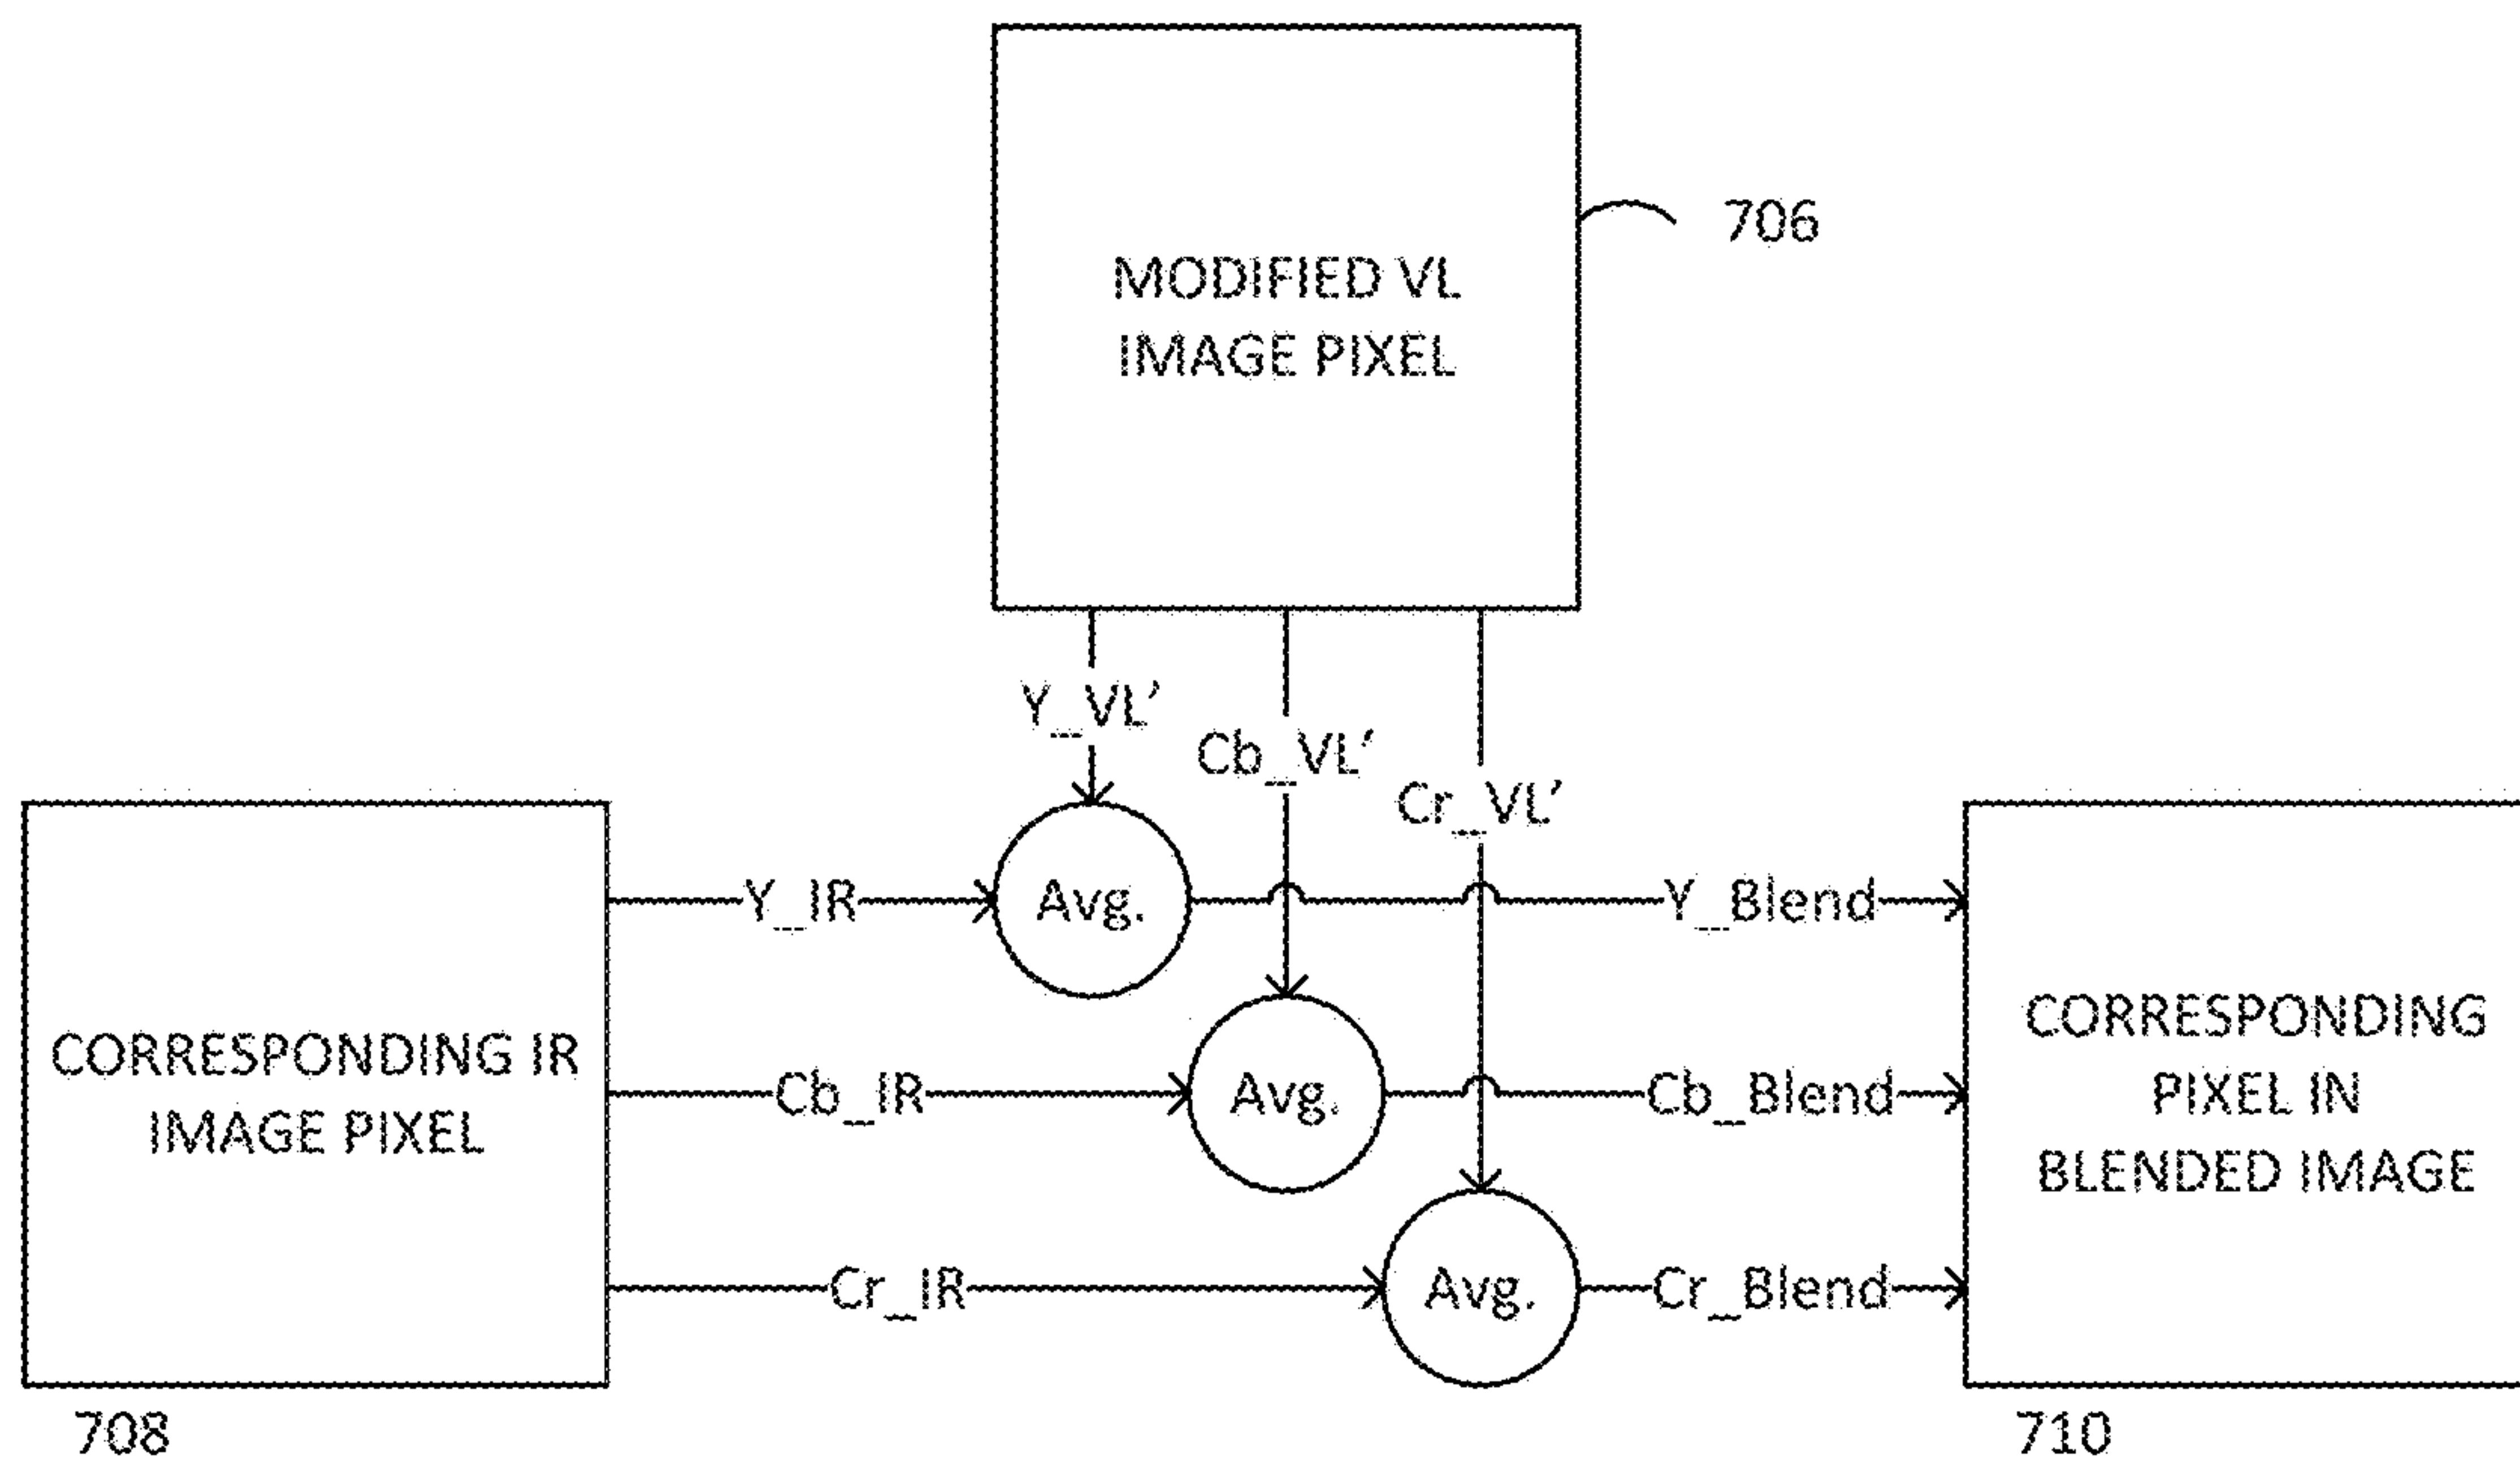 MODIFIED VL
IMAGE PIXEL
706
Y_VL’
Cb_VL’
Cr_VL’
Y_IR
Avg.
Y_Blend
CORRESPONDING IR
IMAGE PIXEL
Cb_IR
Avg.
Cb_Blend
Cr_IR
Avg.
Cr_Blend
CORRESPONDING
PIXEL IN
BLENDED IMAGE
708
710